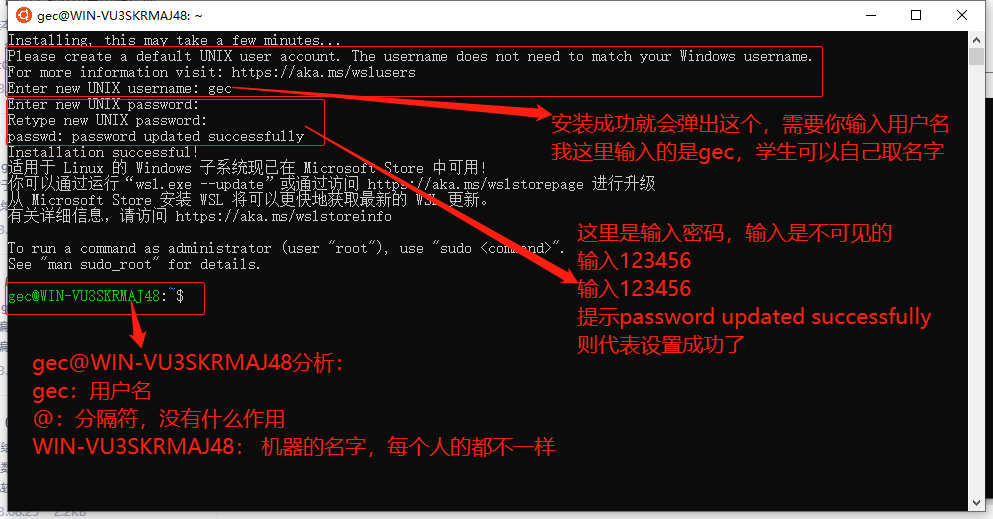 gec@WIN-VU3SKRMAJ48: ~
Installing, this may take a few minutes...
Please create a default UNIX user account. The username does not need to match your Windows username.
For more information visit: https://aka.ms/wslusers
Enter new UNIX username: gec
Enter new UNIX password:
Retype new UNIX password:
passwd: password updated successfully
Installation successful!
适用于 Linux 的 Windows 子系统现已在 Microsoft Store 中可用!
你可以通过运行“wsl.exe --update”或通过访问 https://aka.ms/wslstorepage 进行升级
从 Microsoft Store 安装 WSL 将可以更快地获取最新的 WSL 更新。
有关详细信息，请访问 https://aka.ms/wslstoreinfo
To run a command as administrator (user "root"), use "sudo <command>".
See "man sudo_root" for details.
gec@WIN-VU3SKRMAJ48:~$
安装成功就会弹出这个，需要你输入用户名
我这里输入的是gec，学生可以自己取名字
这里是输入密码，输入是不可见的
输入123456
输入123456
提示password updated successfully
则代表设置成功了
gec@WIN-VU3SKRMAJ48分析：
gec：用户名
@：分隔符，没有什么作用
WIN-VU3SKRMAJ48： 机器的名字，每个人的都不一样
2.2KB